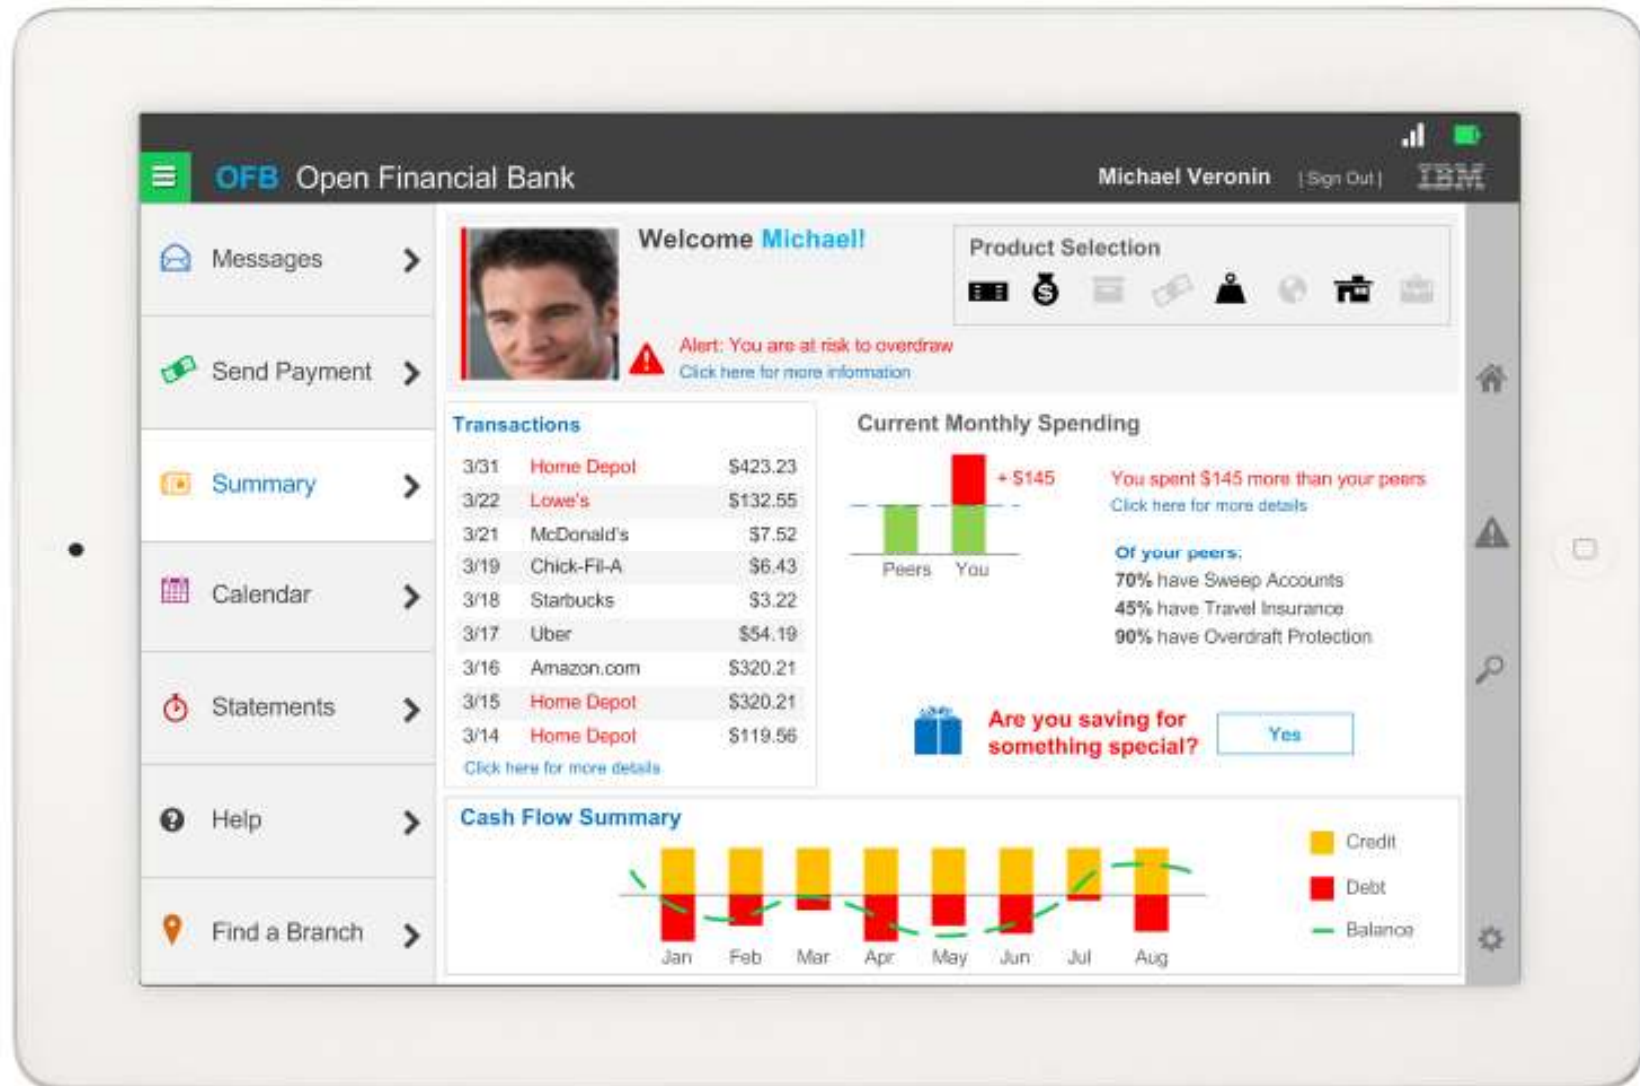 OFB Open Financial Bank
Michael Veronin | Sign Out | IBM
Messages
Send Payment
Summary
Calendar
Statements
Help
Find a Branch
Welcome Michael!
Alert: You are at risk to overdraw
Click here for more information
Product Selection
Transactions
3/31 Home Depot $423.23
3/22 Lowe's $132.55
3/21 McDonald's $7.52
3/19 Chick-Fil-A $6.43
3/18 Starbucks $3.22
3/17 Uber $54.19
3/16 Amazon.com $320.21
3/15 Home Depot $320.21
3/14 Home Depot $119.56
Click here for more details
Current Monthly Spending
+ $145
Peers You
You spent $145 more than your peers
Click here for more details
Of your peers:
70% have Sweep Accounts
45% have Travel Insurance
90% have Overdraft Protection
Are you saving for
something special?
Yes
Cash Flow Summary
Jan Feb Mar Apr May Jun Jul Aug
Credit
Debt
Balance